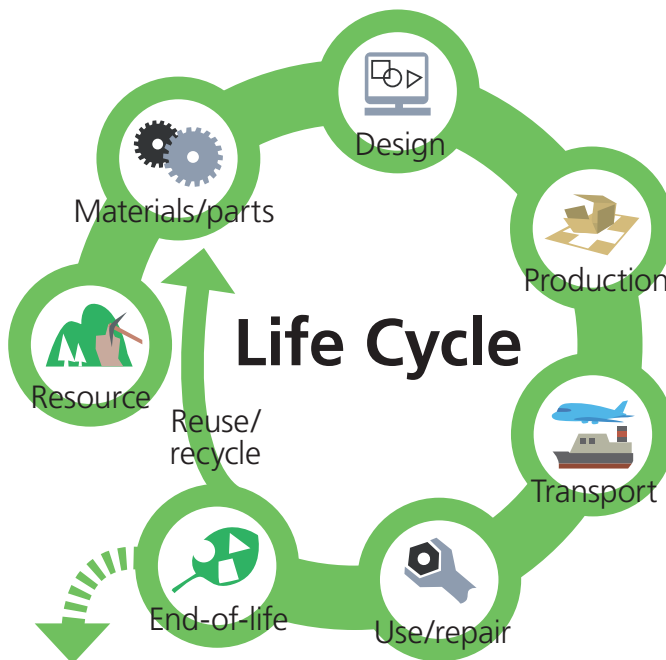 Design
Materials/parts
Production
Life Cycle
Resource
Reuse/
recycle
Transport
End-of-life
Use/repair